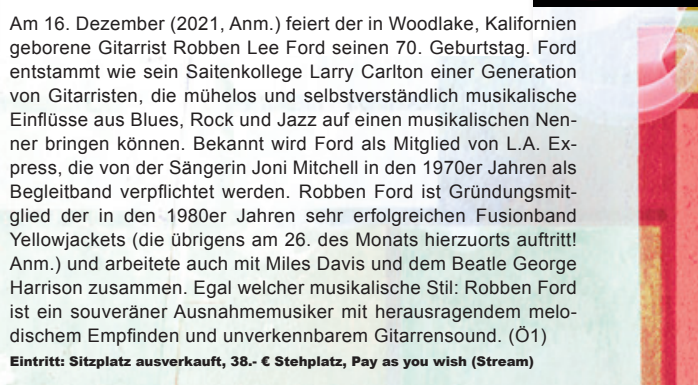 Am 16. Dezember (2021, Anm.) feiert der in Woodlake, Kalifornien
geborene Gitarrist Robben Lee Ford seinen 70. Geburtstag. Ford
entstammt wie sein Saitenkollege Larry Carlton einer Generation
von Gitarristen, die mühelos und selbstverständlich musikalische
Einflüsse aus Blues, Rock und Jazz auf einen musikalischen Nen-
ner bringen können. Bekannt wird Ford als Mitglied von L.A. Ex-
press, die von der Sängerin Joni Mitchell in den 1970er Jahren als
Begleitband verpflichtet werden. Robben Ford ist Gründungsmit-
glied der in den 1980er Jahren sehr erfolgreichen Fusionband
Yellowjackets (die übrigens am 26. des Monats hierzuorts auftritt!
Anm.) und arbeitete auch mit Miles Davis und dem Beatle George
Harrison zusammen. Egal welcher musikalische Stil: Robben Ford
ist ein souveräner Ausnahmemusiker mit herausragendem melo-
dischem Empfinden und unverkennbarem Gitarrensound. (Ö1)
Eintritt: Sitzplatz ausverkauft, 38.- € Stehplatz, Pay as you wish (Stream)